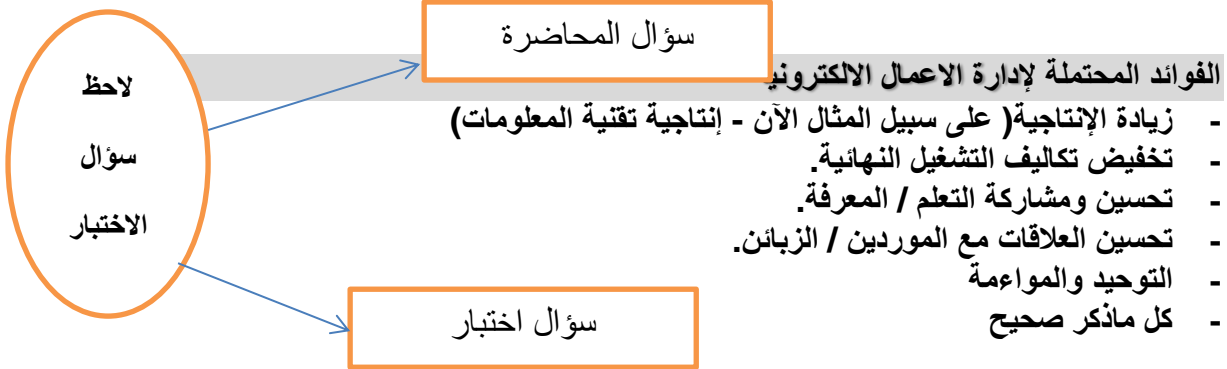 سؤال المحاضرة
الفوائد المحتملة لإدارة الاعمال الالكتروني
- زيادة الإنتاجية( على سبيل المثال الآن - إنتاجية تقنية المعلومات)
- تخفيض تكاليف التشغيل النهائية.
- تحسين ومشاركة التعلم / المعرفة.
- تحسين العلاقات مع الموردين / الزبائن.
- التوحيد والمواءمة
- كل ماذكر صحيح
لاحظ
سؤال
الاختبار
سؤال اختبار